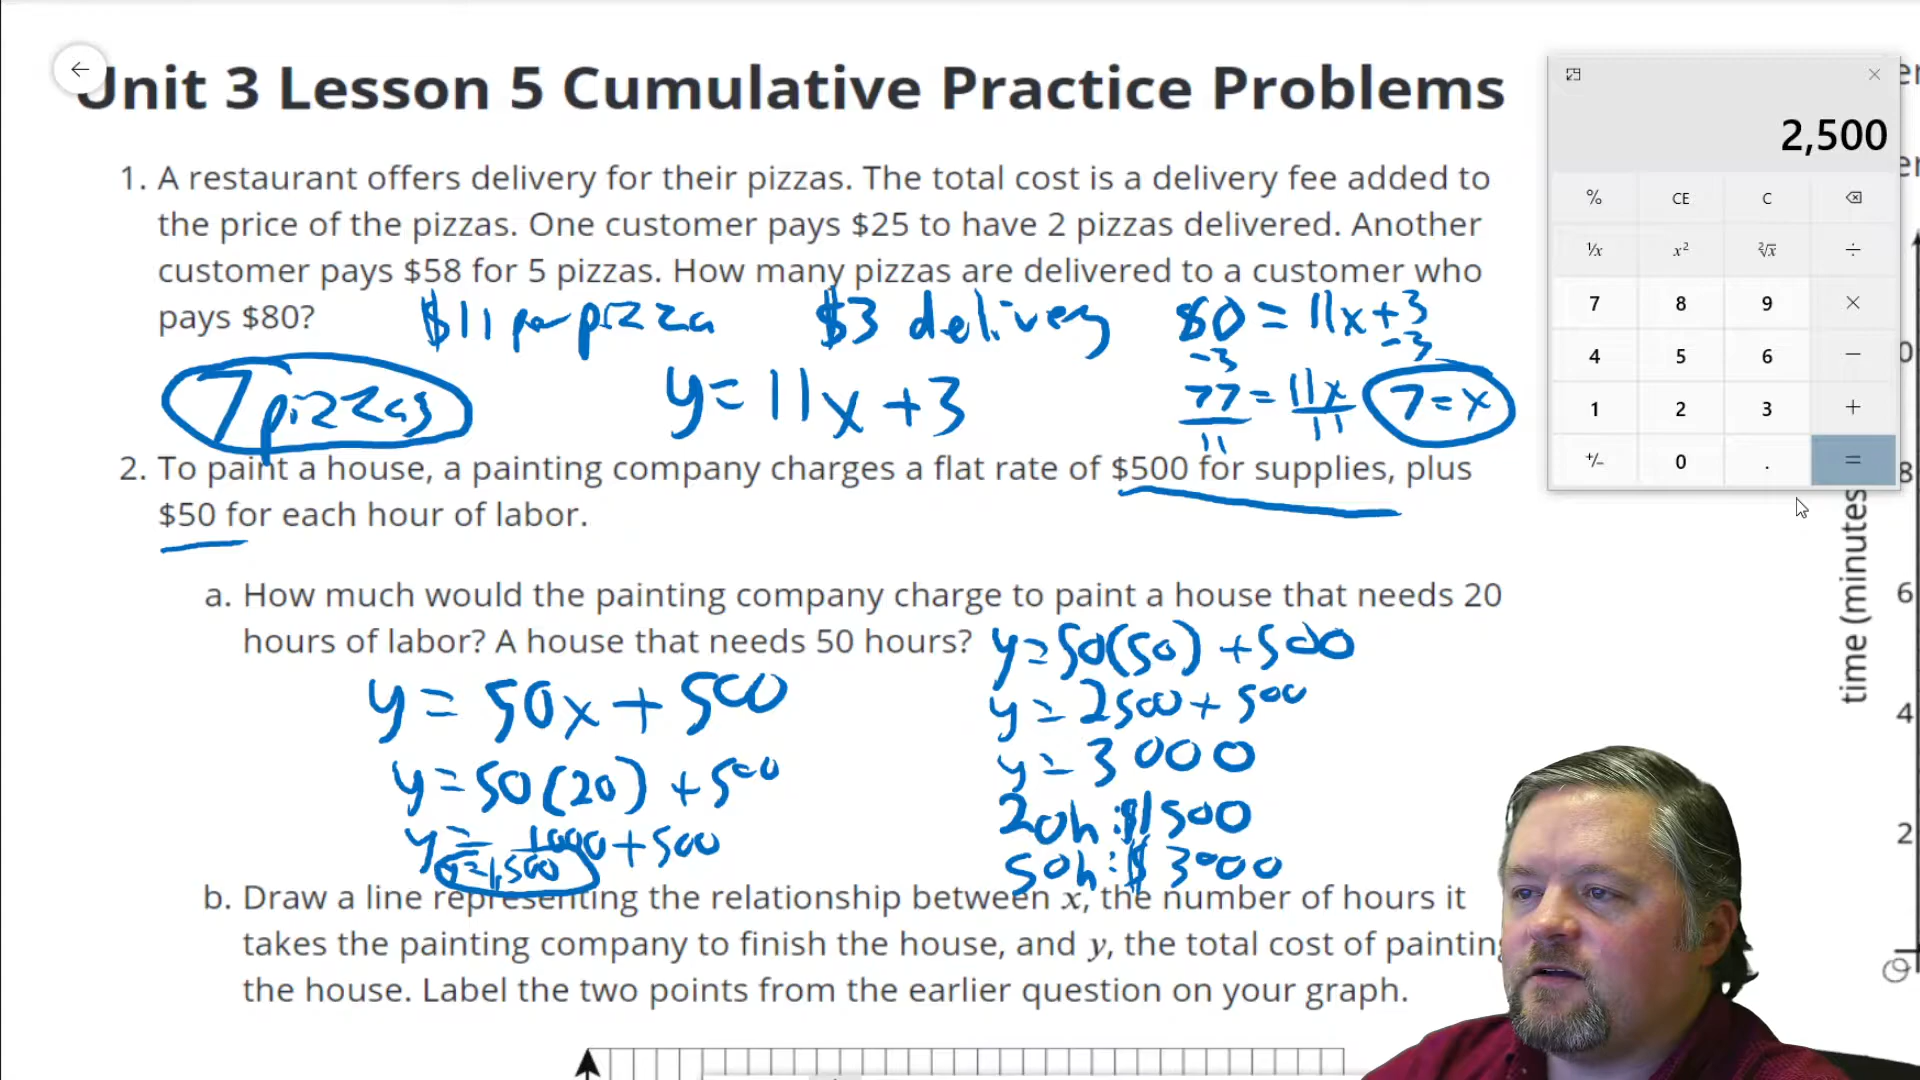 Unit 3 Lesson 5 Cumulative Practice Problems
1. A restaurant offers delivery for their pizzas. The total cost is a delivery fee added to
the price of the pizzas. One customer pays $25 to have 2 pizzas delivered. Another
customer pays $58 for 5 pizzas. How many pizzas are delivered to a customer who
pays $80?
$11 per pizza
$3 delivery
80 = 11x+3
-3 -3
7 pizzas
y = 11x + 3
77 = 11x
11 11
7 = x
2. To paint a house, a painting company charges a flat rate of $500 for supplies, plus
$50 for each hour of labor.
a. How much would the painting company charge to paint a house that needs 20
hours of labor? A house that needs 50 hours?
y = 50(50) + 500
y = 50x + 500
y = 2500 + 500
y = 50(20) + 500
y = 3000
y = 1000 + 500
20h : $1500
y=1,500
50h : $3000
b. Draw a line representing the relationship between x, the number of hours it
takes the painting company to finish the house, and y, the total cost of painting
the house. Label the two points from the earlier question on your graph.
2,500
% CE C
1/x x² ²√x ÷
7 8 9 ×
4 5 6 −
1 2 3 +
+/− 0 . =
time (minutes
0
8
6
4
2